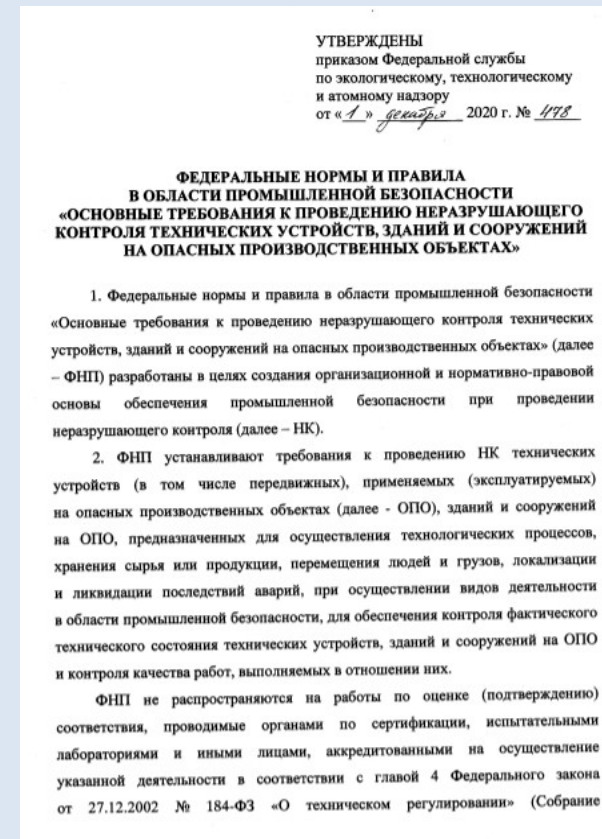 УТВЕРЖДЕНЫ
приказом Федеральной службы
по экологическому, технологическому
и атомному надзору
от « 1 » декабря 2020 г. № 478
ФЕДЕРАЛЬНЫЕ НОРМЫ И ПРАВИЛА
В ОБЛАСТИ ПРОМЫШЛЕННОЙ БЕЗОПАСНОСТИ
«ОСНОВНЫЕ ТРЕБОВАНИЯ К ПРОВЕДЕНИЮ НЕРАЗРУШАЮЩЕГО
КОНТРОЛЯ ТЕХНИЧЕСКИХ УСТРОЙСТВ, ЗДАНИЙ И СООРУЖЕНИЙ
НА ОПАСНЫХ ПРОИЗВОДСТВЕННЫХ ОБЪЕКТАХ»
1. Федеральные нормы и правила в области промышленной безопасности
«Основные требования к проведению неразрушающего контроля технических
устройств, зданий и сооружений на опасных производственных объектах» (далее
– ФНП) разработаны в целях создания организационной и нормативно-правовой
основы обеспечения промышленной безопасности при проведении
неразрушающего контроля (далее – НК).
2. ФНП устанавливают требования к проведению НК технических
устройств (в том числе передвижных), применяемых (эксплуатируемых)
на опасных производственных объектах (далее - ОПО), зданий и сооружений
на ОПО, предназначенных для осуществления технологических процессов,
хранения сырья или продукции, перемещения людей и грузов, локализации
и ликвидации последствий аварий, при осуществлении видов деятельности
в области промышленной безопасности, для обеспечения контроля фактического
технического состояния технических устройств, зданий и сооружений на ОПО
и контроля качества работ, выполняемых в отношении них.
ФНП не распространяются на работы по оценке (подтверждению)
соответствия, проводимые органами по сертификации, испытательными
лабораториями и иными лицами, аккредитованными на осуществление
указанной деятельности в соответствии с главой 4 Федерального закона
от 27.12.2002 № 184-ФЗ «О техническом регулировании» (Собрание